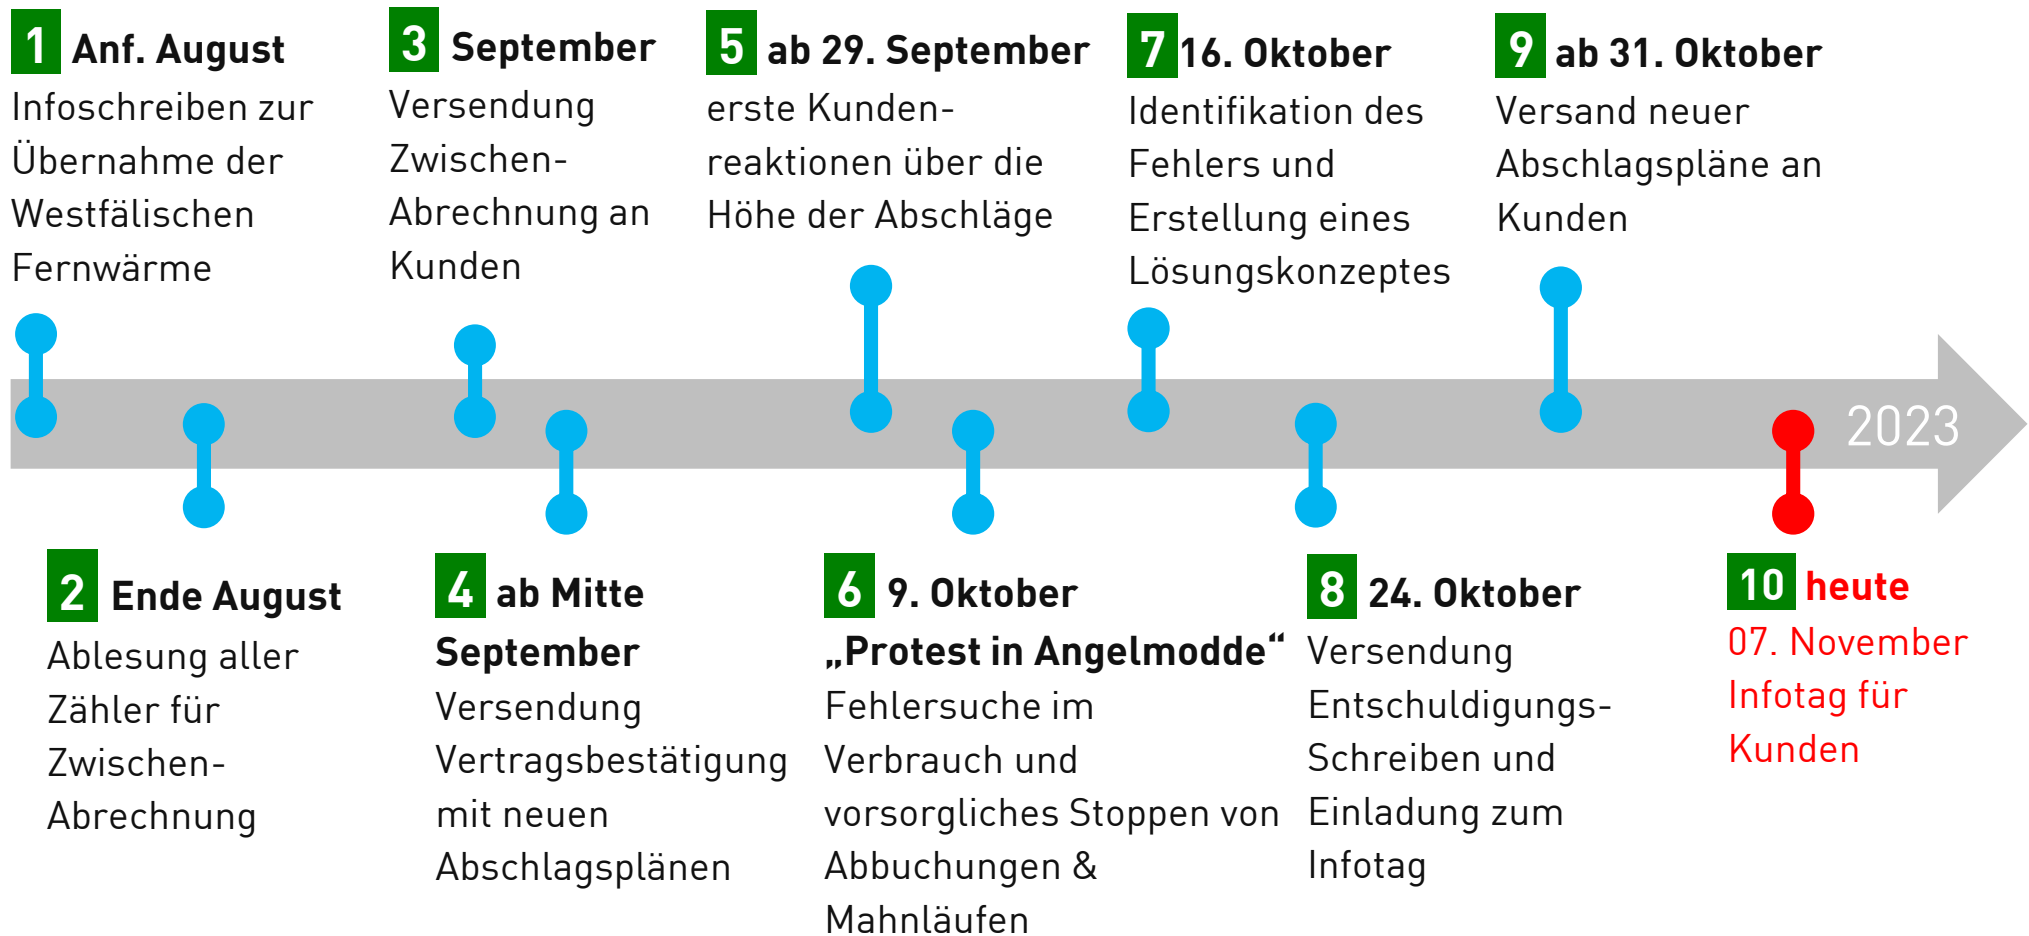 1 Anf. August
Infoschreiben zur
Übernahme der
Westfälischen
Fernwärme
3 September
Versendung
Zwischen-
Abrechnung an
Kunden
5 ab 29. September
erste Kunden-
reaktionen über die
Höhe der Abschläge
7 16. Oktober
Identifikation des
Fehlers und
Erstellung eines
Lösungskonzeptes
9 ab 31. Oktober
Versand neuer
Abschlagspläne an
Kunden
2023
2 Ende August
Ablesung aller
Zähler für
Zwischen-
Abrechnung
4 ab Mitte
September
Versendung
Vertragsbestätigung
mit neuen
Abschlagsplänen
6 9. Oktober
„Protest in Angelmodde“
Fehlersuche im
Verbrauch und
vorsorgliches Stoppen von
Abbuchungen &
Mahnläufen
8 24. Oktober
Versendung
Entschuldigungs-
Schreiben und
Einladung zum
Infotag
10 heute
07. November
Infotag für
Kunden